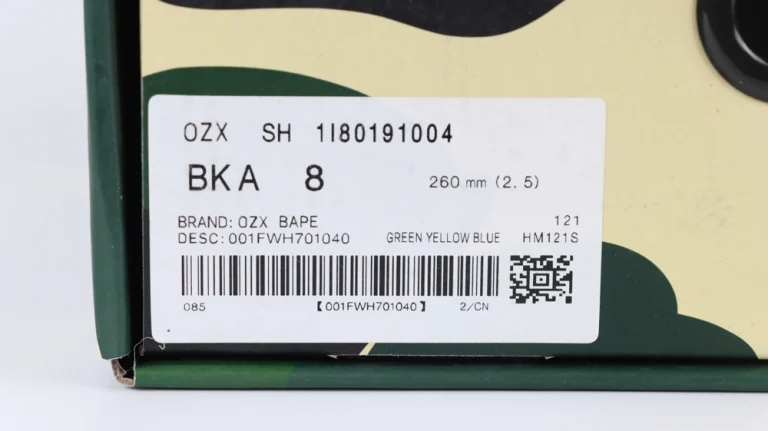 OZX SH 1I80191004
BKA 8 260 mm (2.5)
BRAND: OZX BAPE 121
DESC: 001FWH701040 GREEN YELLOW BLUE HM121S
085 【001FWH701040】 2/CN